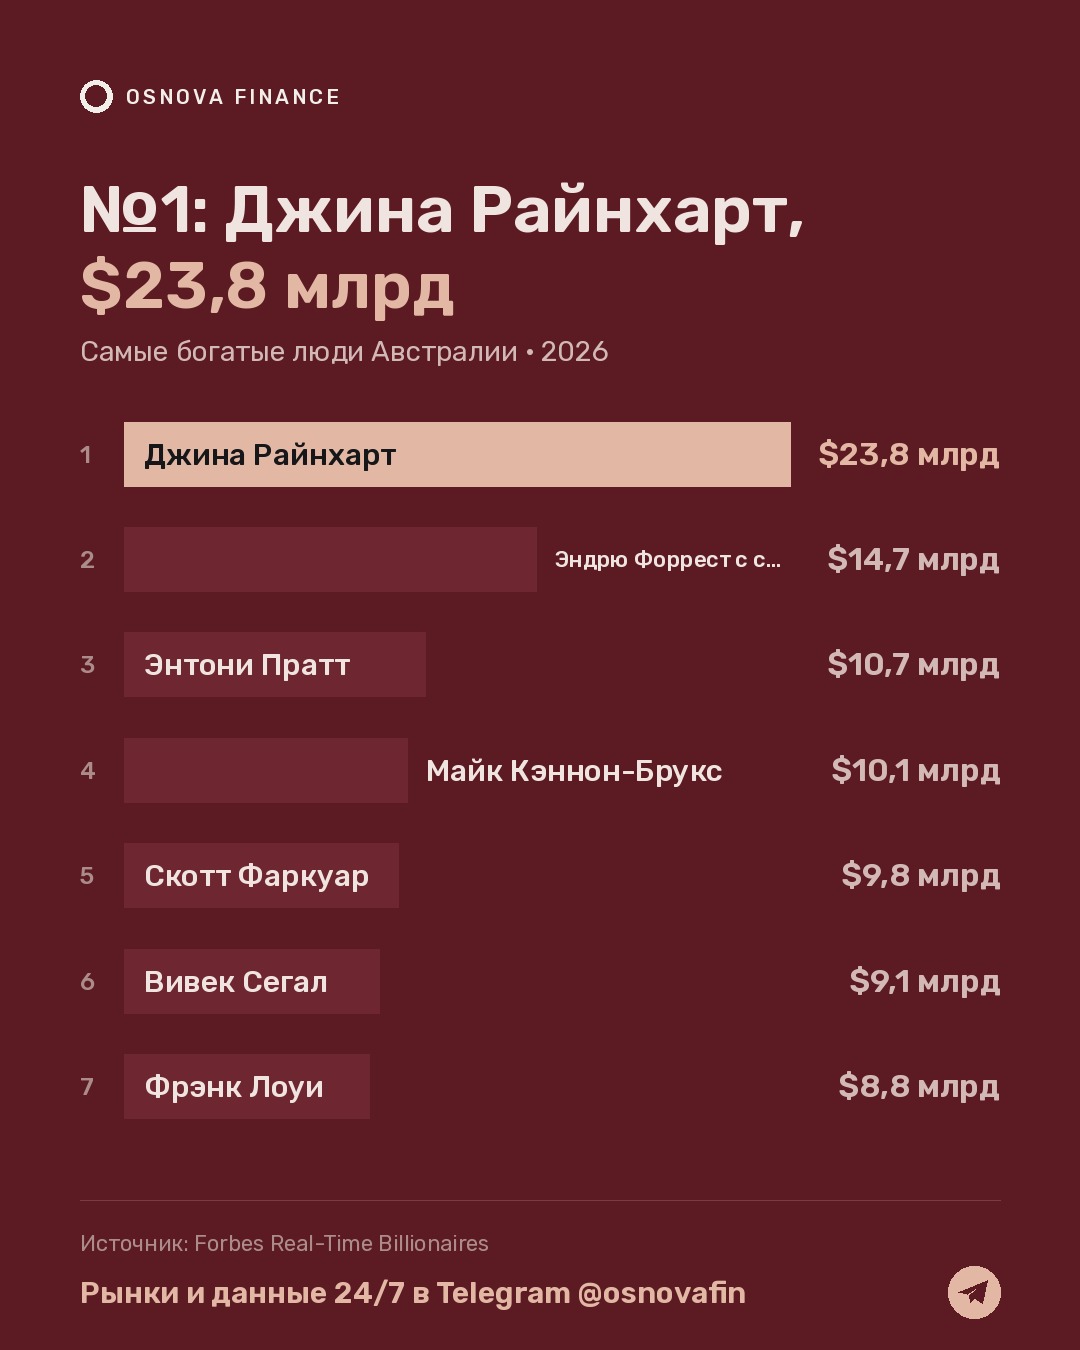 OSNOVA FINANCE
№1: Джина Райнхарт,
$23,8 млрд
Самые богатые люди Австралии • 2026
1 Джина Райнхарт $23,8 млрд
2 Эндрю Форрест с с... $14,7 млрд
3 Энтони Пратт $10,7 млрд
4 Майк Кэннон-Брукс $10,1 млрд
5 Скотт Фаркуар $9,8 млрд
6 Вивек Сегал $9,1 млрд
7 Фрэнк Лоуи $8,8 млрд
Источник: Forbes Real-Time Billionaires
Рынки и данные 24/7 в Telegram @osnovafin